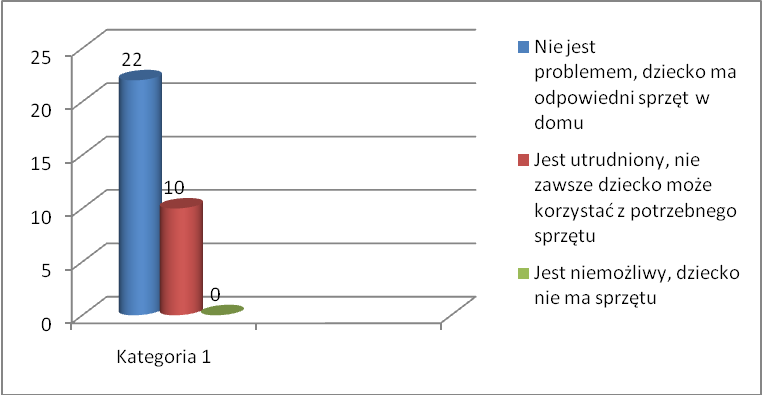 25
20
15
10
5
0
22
10
0
Kategoria 1
Nie jest
problemem, dziecko ma
odpowiedni sprzęt w
domu
Jest utrudniony, nie
zawsze dziecko może
korzystać z potrzebnego
sprzętu
Jest niemożliwy, dziecko
nie ma sprzętu